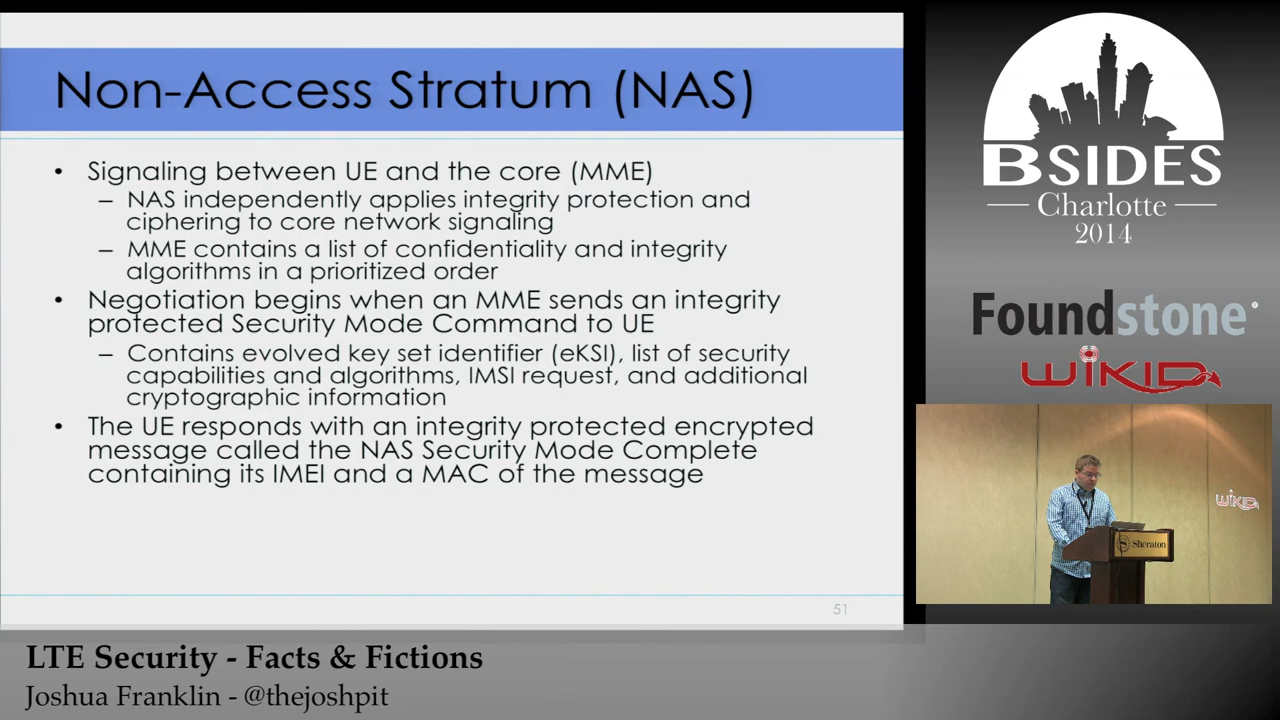 Non-Access Stratum (NAS)
• Signaling between UE and the core (MME)
– NAS independently applies integrity protection and
ciphering to core network signaling
– MME contains a list of confidentiality and integrity
algorithms in a prioritized order
• Negotiation begins when an MME sends an integrity
protected Security Mode Command to UE
– Contains evolved key set identifier (eKSI), list of security
capabilities and algorithms, IMSI request, and additional
cryptographic information
• The UE responds with an integrity protected encrypted
message called the NAS Security Mode Complete
containing its IMEI and a MAC of the message
51
LTE Security - Facts & Fictions
Joshua Franklin - @thejoshpit
BSIDES
Charlotte
2014
Foundstone®
WiKID
WiKID
Sheraton